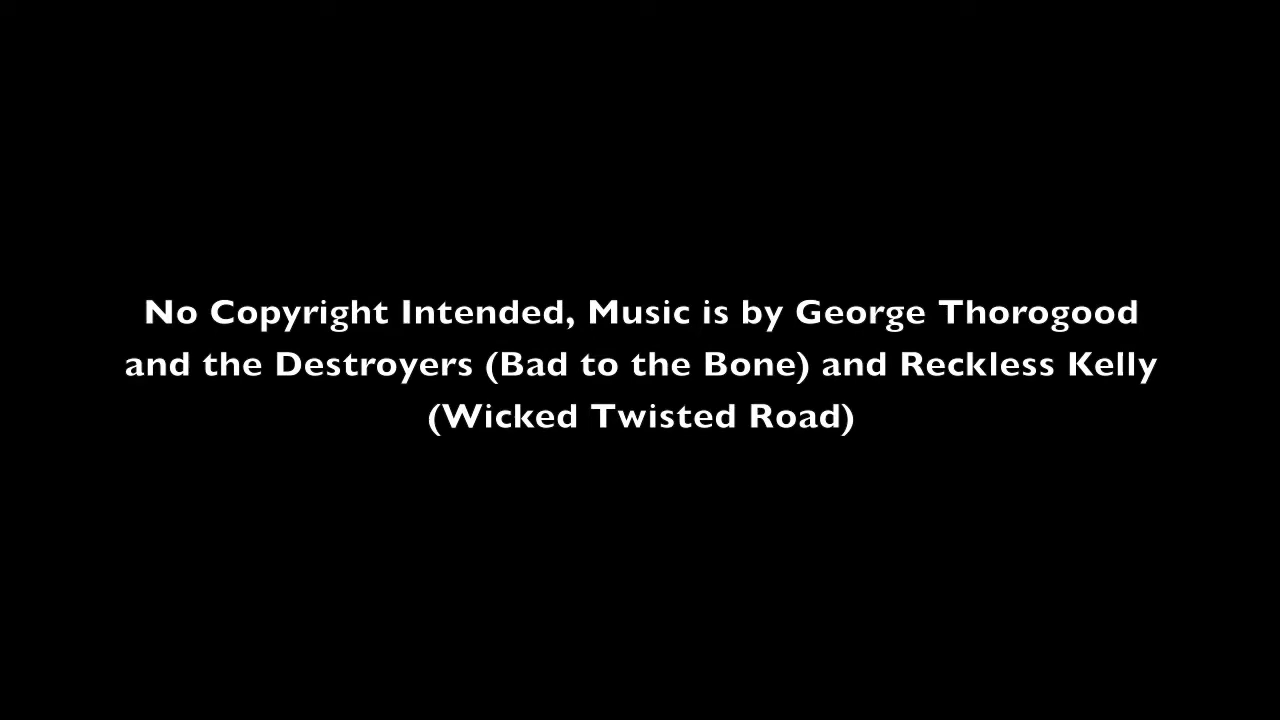 No Copyright Intended, Music is by George Thorogood
and the Destroyers (Bad to the Bone) and Reckless Kelly
(Wicked Twisted Road)